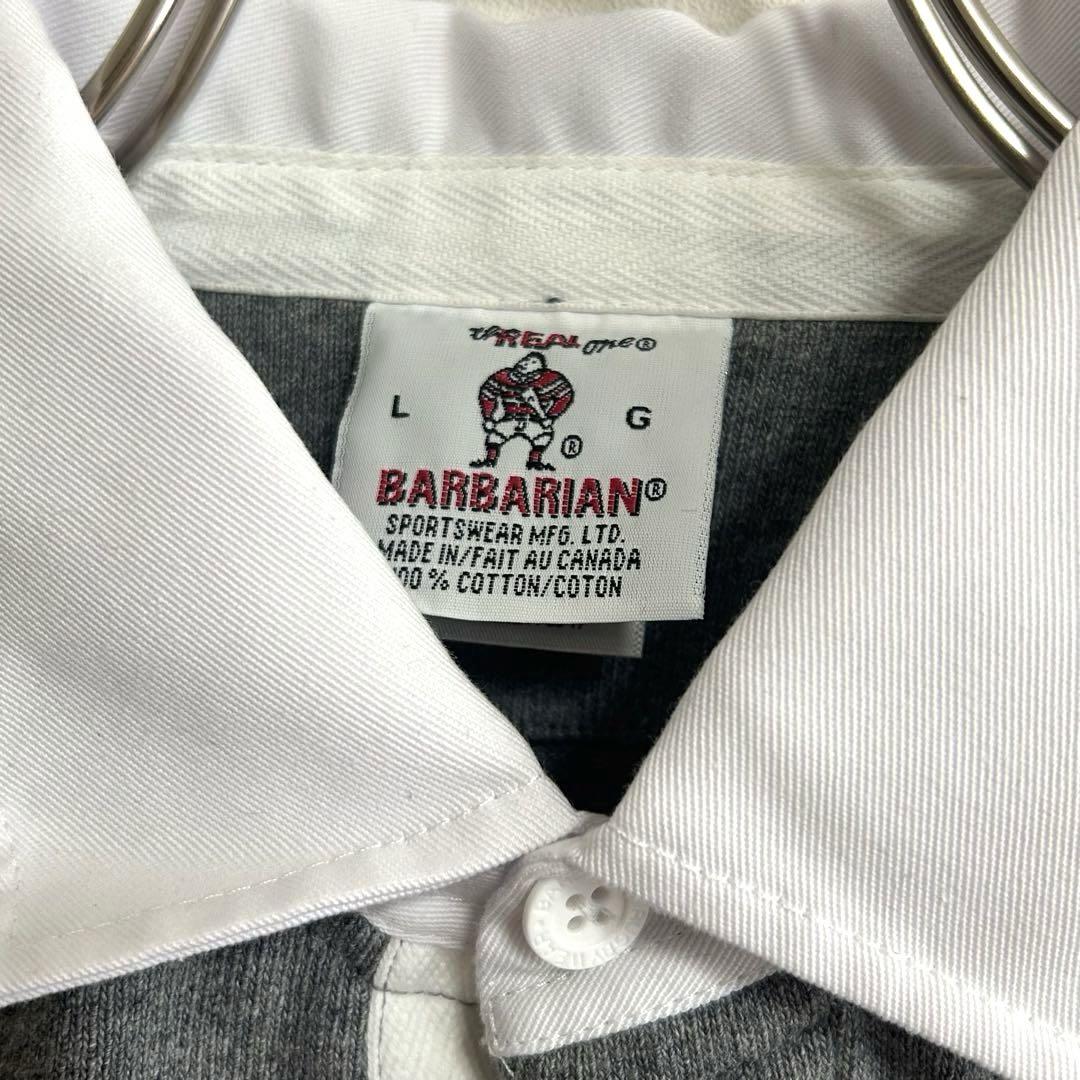 the REAL one®
L G
®
BARBARIAN®
SPORTSWEAR MFG. LTD.
MADE IN/FAIT AU CANADA
100 % COTTON/COTON